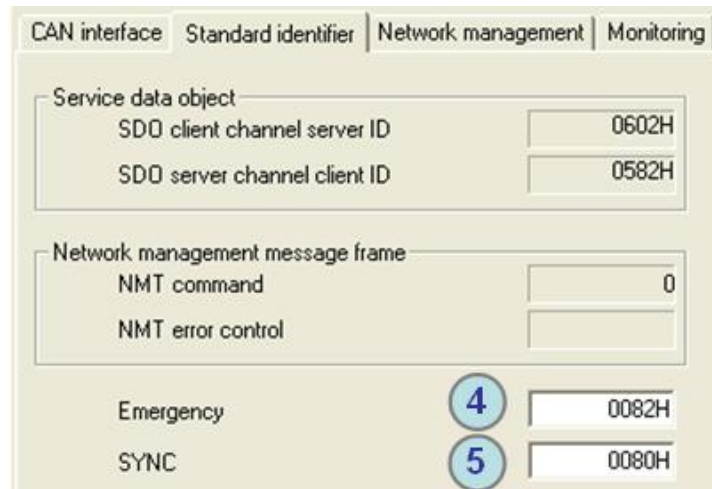 CAN interface Standard identifier Network management Monitoring
Service data object
SDO client channel server ID 0602H
SDO server channel client ID 0582H
Network management message frame
NMT command 0
NMT error control
Emergency 4 0082H
SYNC 5 0080H